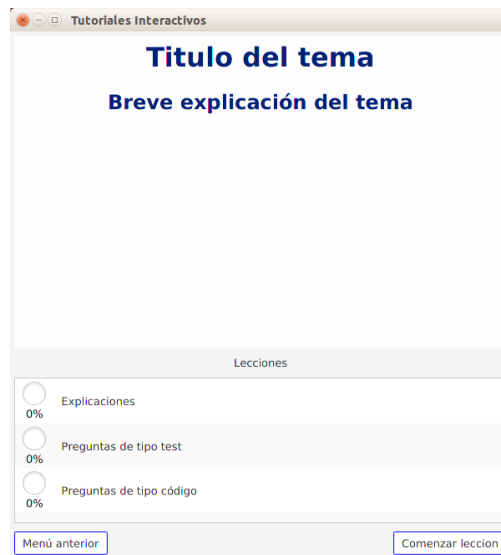 Tutoriales Interactivos
Titulo del tema
Breve explicación del tema
Lecciones
Explicaciones
0%
Preguntas de tipo test
0%
Preguntas de tipo código
0%
Menú anterior
Comenzar leccion